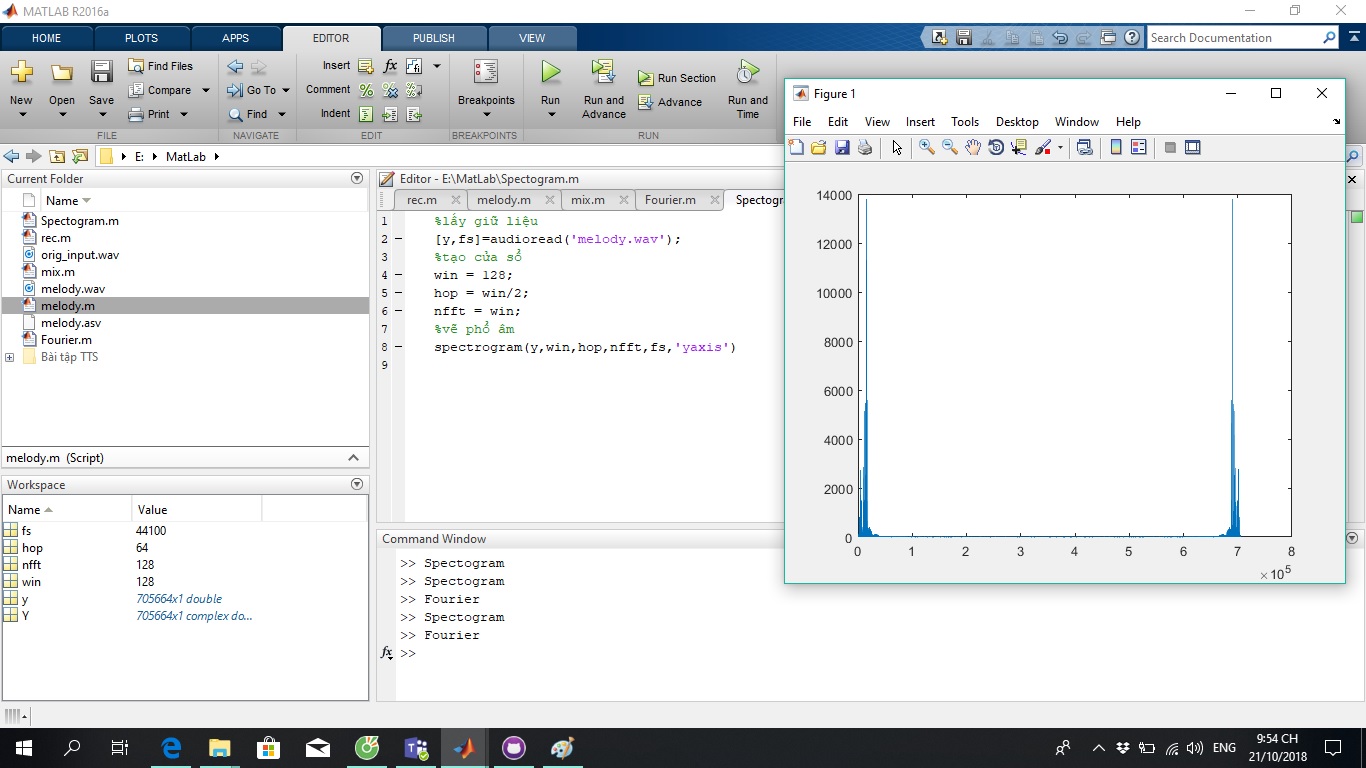 MATLAB R2016a
HOME
PLOTS
APPS
EDITOR
PUBLISH
VIEW
Search Documentation
New
Open
Save
Find Files
Compare
Print
Go To
Find
Insert
fx
Comment
Indent
Breakpoints
Run
Run and Advance
Run Section
Advance
Run and Time
FILE
NAVIGATE
EDIT
BREAKPOINTS
RUN
E:
MatLab
Current Folder
Name
Spectogram.m
rec.m
orig_input.wav
mix.m
melody.wav
melody.m
melody.asv
Fourier.m
Bài tập TTS
melody.m (Script)
Workspace
Name
Value
fs
44100
hop
64
nfft
128
win
128
y
705664x1 double
Y
705664x1 complex do...
Editor - E:\MatLab\Spectogram.m
rec.m
melody.m
mix.m
Fourier.m
Spectogr
1 %lấy giữ liệu
2 [y,fs]=audioread('melody.wav');
3 %tạo cửa sổ
4 win = 128;
5 hop = win/2;
6 nfft = win;
7 %vẽ phổ âm
8 spectrogram(y,win,hop,nfft,fs,'yaxis')
9
Command Window
>> Spectogram
>> Spectogram
>> Fourier
>> Spectogram
>> Fourier
fx >>
Figure 1
File Edit View Insert Tools Desktop Window Help
14000
12000
10000
8000
6000
4000
2000
0
0 1 2 3 4 5 6 7 8
×10^5
ENG
9:54 CH
21/10/2018